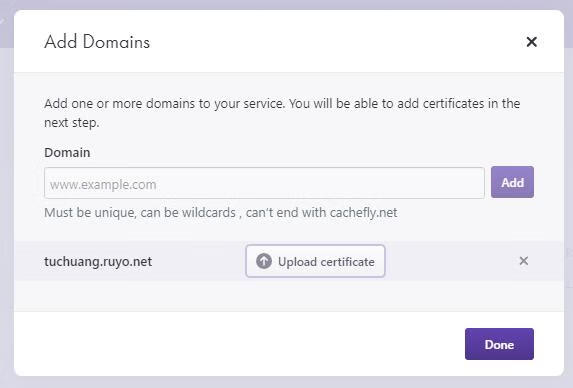 Add Domains
Add one or more domains to your service. You will be able to add certificates in the
next step.
Domain
www.example.com
Add
Must be unique, can be wildcards , can't end with cachefly.net
tuchuang.ruyo.net
Upload certificate
Done